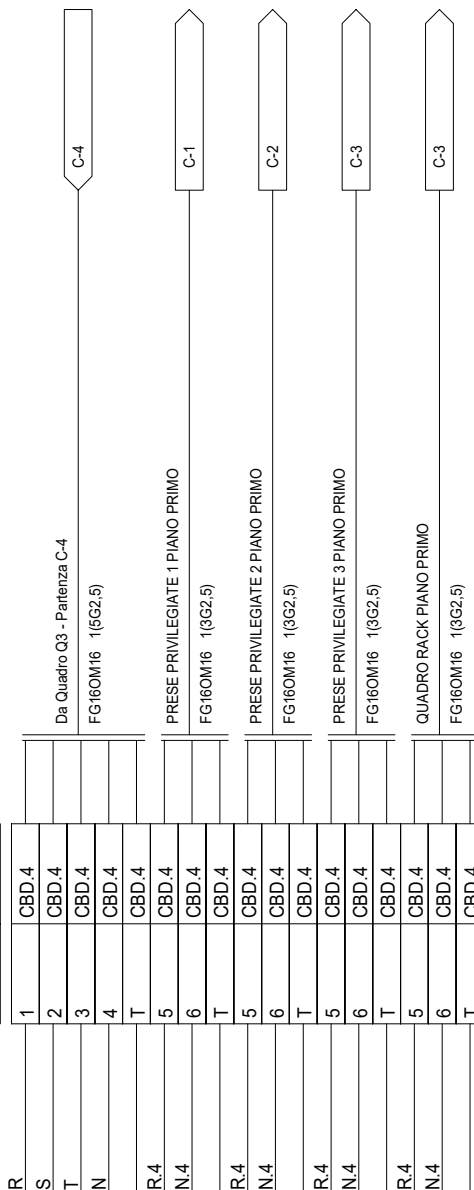 R
1
CBD.4
S
2
CBD.4
T
3
CBD.4
N
4
CBD.4
T
CBD.4
Da Quadro Q3 - Partenza C-4
FG16OM16 1(5G2,5)
C-4
R.4
5
CBD.4
N.4
6
CBD.4
T
CBD.4
PRESE PRIVILEGIATE 1 PIANO PRIMO
FG16OM16 1(3G2,5)
C-1
R.4
5
CBD.4
N.4
6
CBD.4
T
CBD.4
PRESE PRIVILEGIATE 2 PIANO PRIMO
FG16OM16 1(3G2,5)
C-2
R.4
5
CBD.4
N.4
6
CBD.4
T
CBD.4
PRESE PRIVILEGIATE 3 PIANO PRIMO
FG16OM16 1(3G2,5)
C-3
R.4
5
CBD.4
N.4
6
CBD.4
T
CBD.4
QUADRO RACK PIANO PRIMO
FG16OM16 1(3G2,5)
C-3